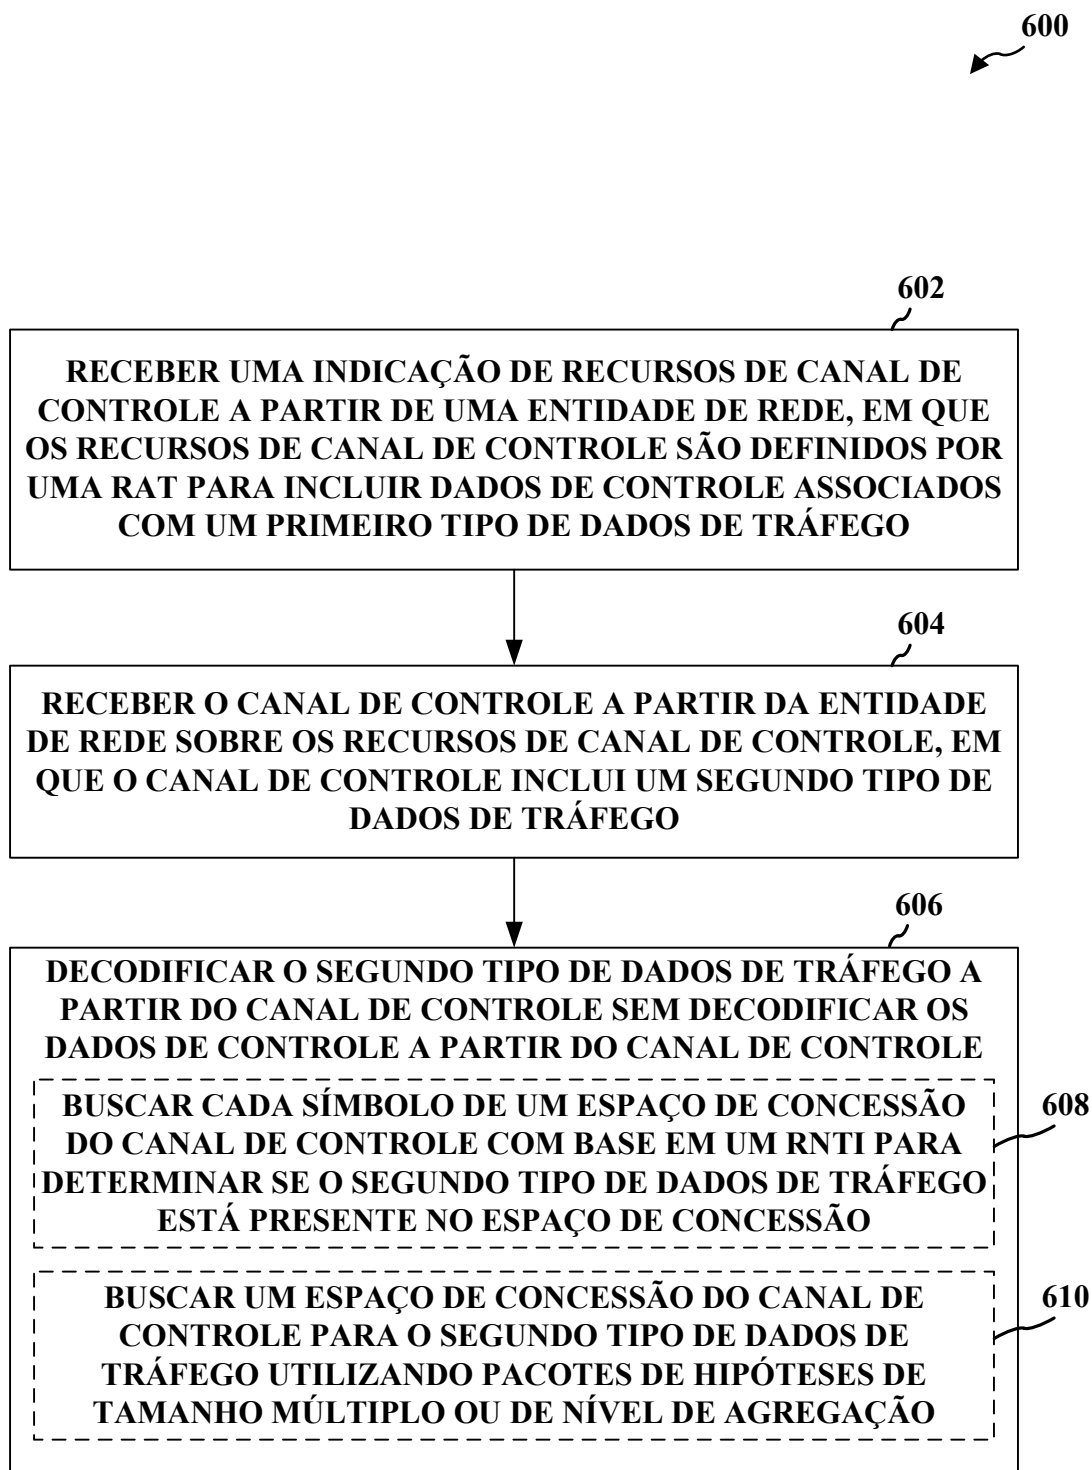 600
602
RECEBER UMA INDICAÇÃO DE RECURSOS DE CANAL DE
CONTROLE A PARTIR DE UMA ENTIDADE DE REDE, EM QUE
OS RECURSOS DE CANAL DE CONTROLE SÃO DEFINIDOS POR
UMA RAT PARA INCLUIR DADOS DE CONTROLE ASSOCIADOS
COM UM PRIMEIRO TIPO DE DADOS DE TRÁFEGO
604
RECEBER O CANAL DE CONTROLE A PARTIR DA ENTIDADE
DE REDE SOBRE OS RECURSOS DE CANAL DE CONTROLE, EM
QUE O CANAL DE CONTROLE INCLUI UM SEGUNDO TIPO DE
DADOS DE TRÁFEGO
606
DECODIFICAR O SEGUNDO TIPO DE DADOS DE TRÁFEGO A
PARTIR DO CANAL DE CONTROLE SEM DECODIFICAR OS
DADOS DE CONTROLE A PARTIR DO CANAL DE CONTROLE
608
BUSCAR CADA SÍMBOLO DE UM ESPAÇO DE CONCESSÃO
DO CANAL DE CONTROLE COM BASE EM UM RNTI PARA
DETERMINAR SE O SEGUNDO TIPO DE DADOS DE TRÁFEGO
ESTÁ PRESENTE NO ESPAÇO DE CONCESSÃO
610
BUSCAR UM ESPAÇO DE CONCESSÃO DO CANAL DE
CONTROLE PARA O SEGUNDO TIPO DE DADOS DE
TRÁFEGO UTILIZANDO PACOTES DE HIPÓTESES DE
TAMANHO MÚLTIPLO OU DE NÍVEL DE AGREGAÇÃO